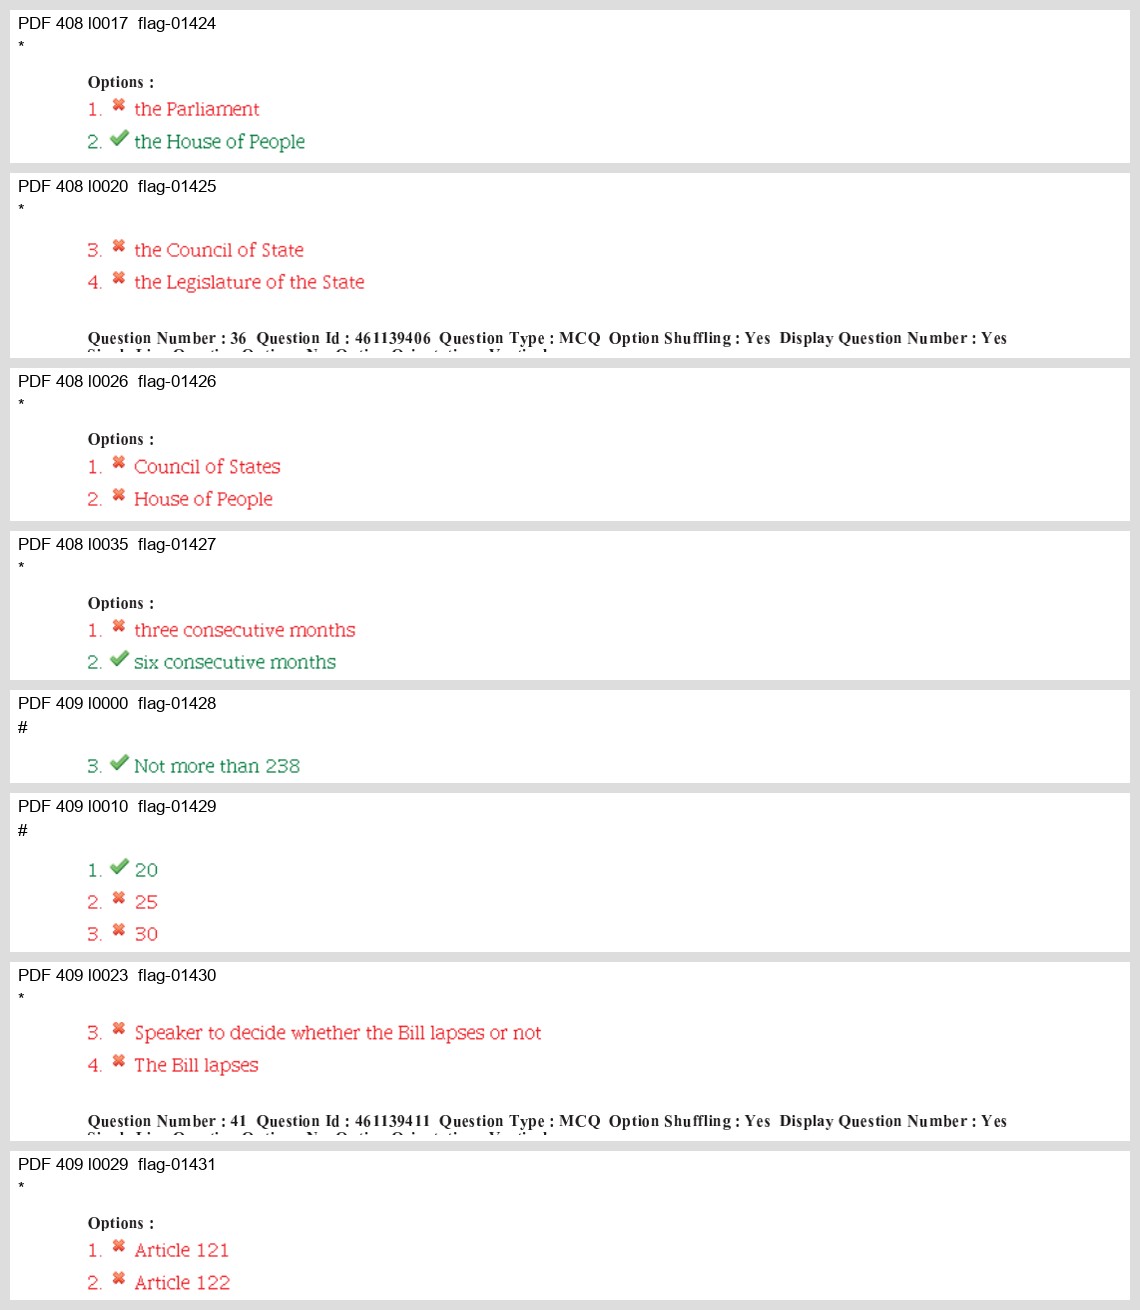 PDF 408 l0017 flag-01424
*
Options :
1. ✖ the Parliament
2. ✔ the House of People
PDF 408 l0020 flag-01425
*
3. ✖ the Council of State
4. ✖ the Legislature of the State
Question Number : 36 Question Id : 461139406 Question Type : MCQ Option Shuffling : Yes Display Question Number : Yes
PDF 408 l0026 flag-01426
*
Options :
1. ✖ Council of States
2. ✖ House of People
PDF 408 l0035 flag-01427
*
Options :
1. ✖ three consecutive months
2. ✔ six consecutive months
PDF 409 l0000 flag-01428
#
3. ✔ Not more than 238
PDF 409 l0010 flag-01429
#
1. ✔ 20
2. ✖ 25
3. ✖ 30
PDF 409 l0023 flag-01430
*
3. ✖ Speaker to decide whether the Bill lapses or not
4. ✖ The Bill lapses
Question Number : 41 Question Id : 461139411 Question Type : MCQ Option Shuffling : Yes Display Question Number : Yes
PDF 409 l0029 flag-01431
*
Options :
1. ✖ Article 121
2. ✖ Article 122